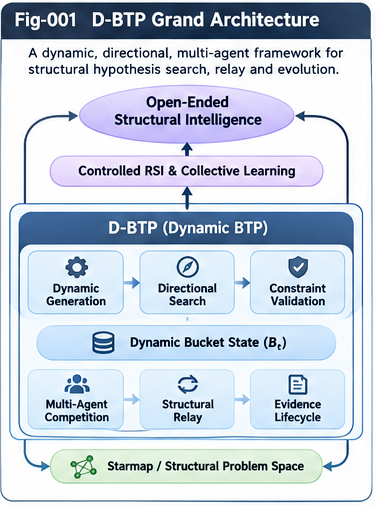 Fig-001 D-BTP Grand Architecture
A dynamic, directional, multi-agent framework for
structural hypothesis search, relay and evolution.
Open-Ended
Structural Intelligence
Controlled RSI & Collective Learning
D-BTP (Dynamic BTP)
Dynamic
Generation
Directional
Search
Constraint
Validation
Dynamic Bucket State (Bₜ)
Multi-Agent
Competition
Structural
Relay
Evidence
Lifecycle
Starmap / Structural Problem Space